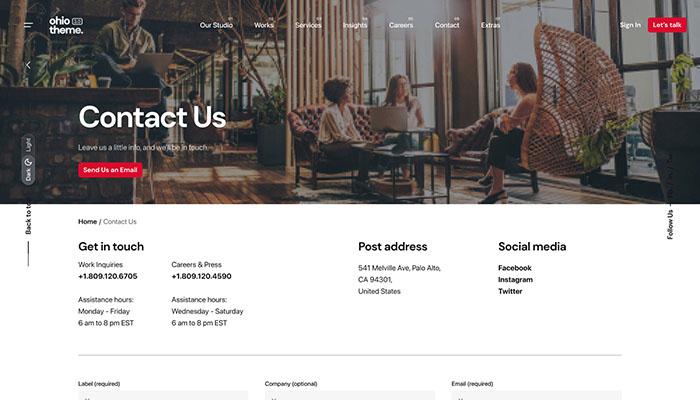 ohio
theme.
Our Studio
Works
Services
Insights
Careers
Contact
Extras
Sign In
Let's talk
Contact Us
Leave us a little info, and we'll be in touch.
Send Us an Email
Dark
Light
Back to to
Follow Us
Home / Contact Us
Get in touch
Post address
Social media
Work Inquiries
Careers & Press
+1.809.120.6705
+1.809.120.4590
Assistance hours:
Assistance hours:
Monday - Friday
Wednesday - Saturday
6 am to 8 pm EST
6 am to 8 pm EST
541 Melville Ave, Palo Alto,
CA 94301,
United States
Facebook
Instagram
Twitter
Label (required)
Company (optional)
Email (required)